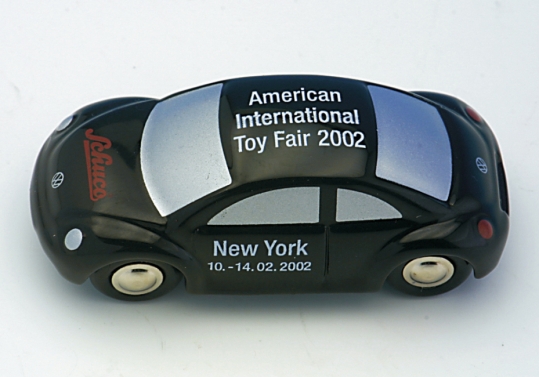 American
International
Toy Fair 2002
Schuco
New York
10.-14.02.2002